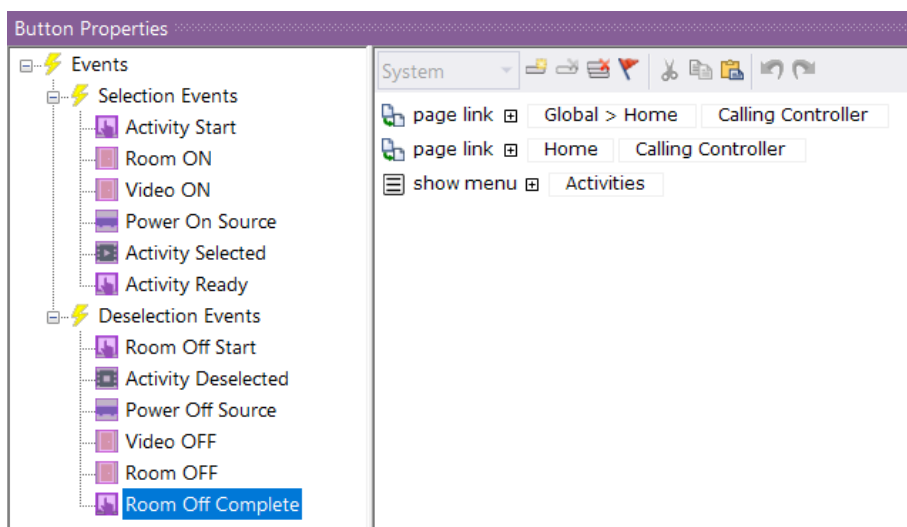 Button Properties
Events
Selection Events
Activity Start
Room ON
Video ON
Power On Source
Activity Selected
Activity Ready
Deselection Events
Room Off Start
Activity Deselected
Power Off Source
Video OFF
Room OFF
Room Off Complete
System
page link Global > Home Calling Controller
page link Home Calling Controller
show menu Activities